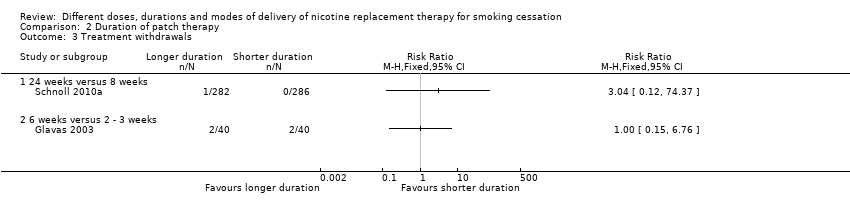 Review: Different doses, durations and modes of delivery of nicotine replacement therapy for smoking cessation
Comparison: 2 Duration of patch therapy
Outcome: 3 Treatment withdrawals
Study or subgroup Longer duration Shorter duration Risk Ratio Risk Ratio
n/N n/N M-H,Fixed,95% CI M-H,Fixed,95% CI
1 24 weeks versus 8 weeks
Schnoll 2010a 1/282 0/286 3.04 [ 0.12, 74.37 ]
2 6 weeks versus 2 - 3 weeks
Glavas 2003 2/40 2/40 1.00 [ 0.15, 6.76 ]
0.002 0.1 1 10 500
Favours longer duration Favours shorter duration